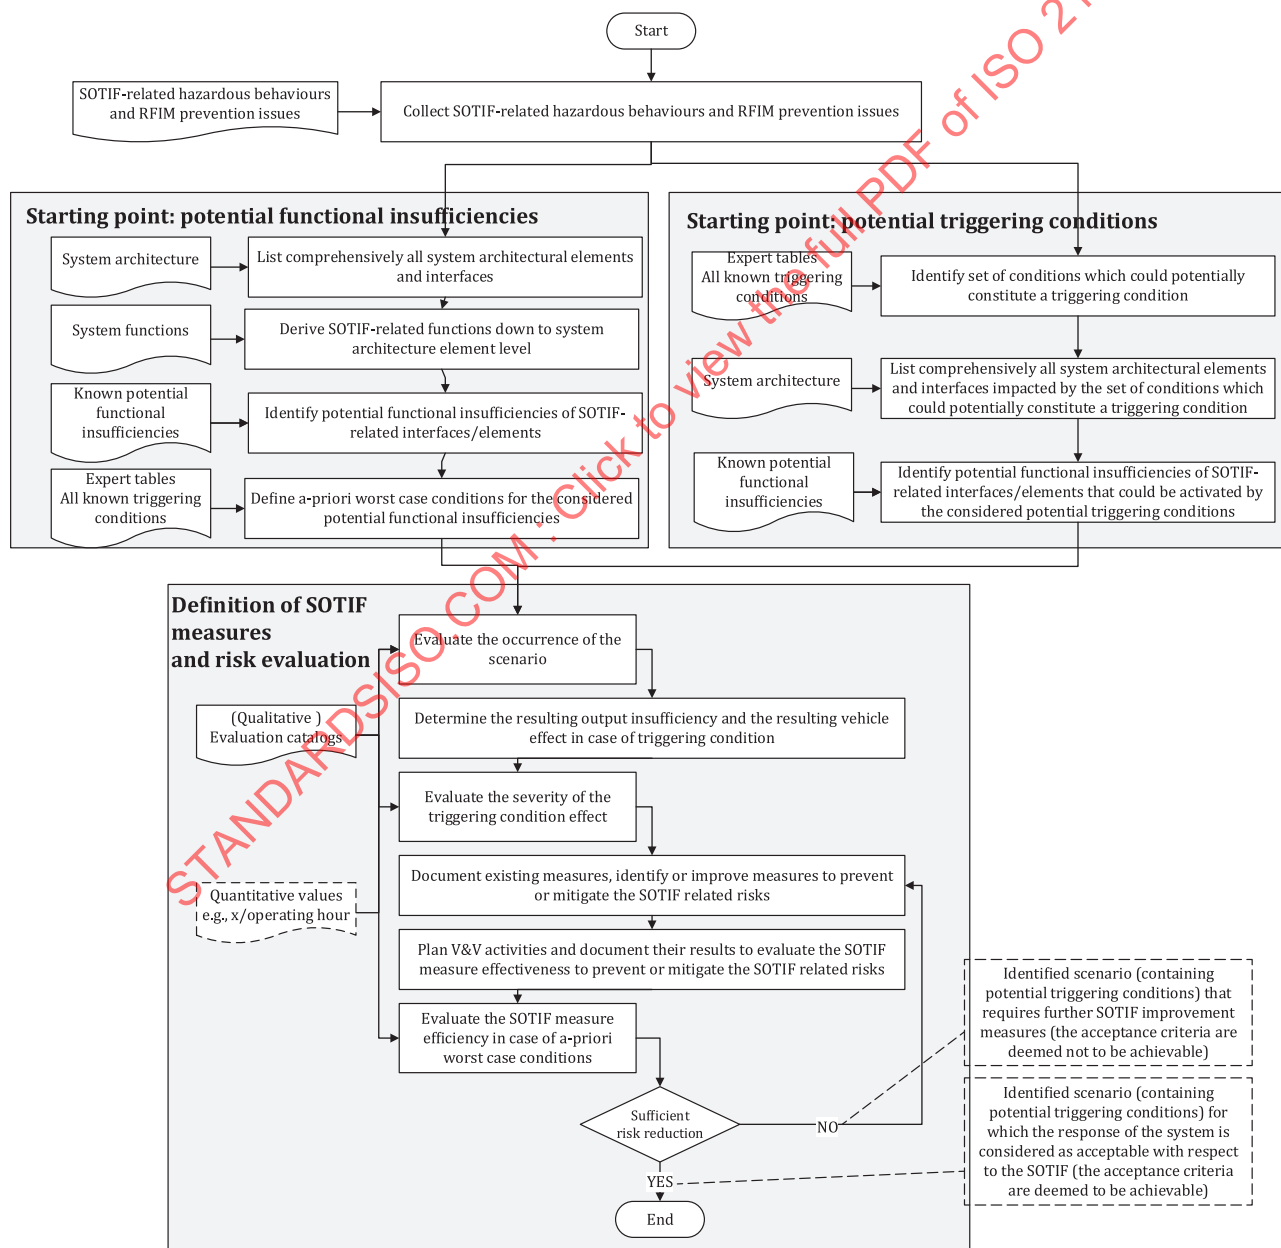 Start
SOTIF-related hazardous behaviours
and RFIM prevention issues
Collect SOTIF-related hazardous behaviours and RFIM prevention issues
Starting point: potential functional insufficiencies
System architecture
List comprehensively all system architectural elements
and interfaces
System functions
Derive SOTIF-related functions down to system
architecture element level
Known potential
functional
insufficiencies
Identify potential functional insufficiencies of SOTIF-
related interfaces/elements
Expert tables
All known triggering
conditions
Define a-priori worst case conditions for the considered
potential functional insufficiencies
Starting point: potential triggering conditions
Expert tables
All known triggering
conditions
Identify set of conditions which could potentially
constitute a triggering condition
System architecture
List comprehensively all system architectural elements
and interfaces impacted by the set of conditions which
could potentially constitute a triggering condition
Known potential
functional
insufficiencies
Identify potential functional insufficiencies of SOTIF-
related interfaces/elements that could be activated by
the considered potential triggering conditions
Definition of SOTIF
measures
and risk evaluation
Evaluate the occurrence of the
scenario
(Qualitative )
Evaluation catalogs
Determine the resulting output insufficiency and the resulting vehicle
effect in case of triggering condition
Evaluate the severity of the
triggering condition effect
Document existing measures, identify or improve measures to prevent
or mitigate the SOTIF related risks
Quantitative values
e.g., x/operating hour
Plan V&V activities and document their results to evaluate the SOTIF
measure effectiveness to prevent or mitigate the SOTIF related risks
Evaluate the SOTIF measure
efficiency in case of a-priori
worst case conditions
Sufficient
risk reduction
NO
YES
End
Identified scenario (containing
potential triggering conditions) that
requires further SOTIF improvement
measures (the acceptance criteria are
deemed not to be achievable)
Identified scenario (containing
potential triggering conditions) for
which the response of the system is
considered as acceptable with respect
to the SOTIF (the acceptance criteria
are deemed to be achievable)
STANDARDSISO.COM : Click to view the full PDF of ISO